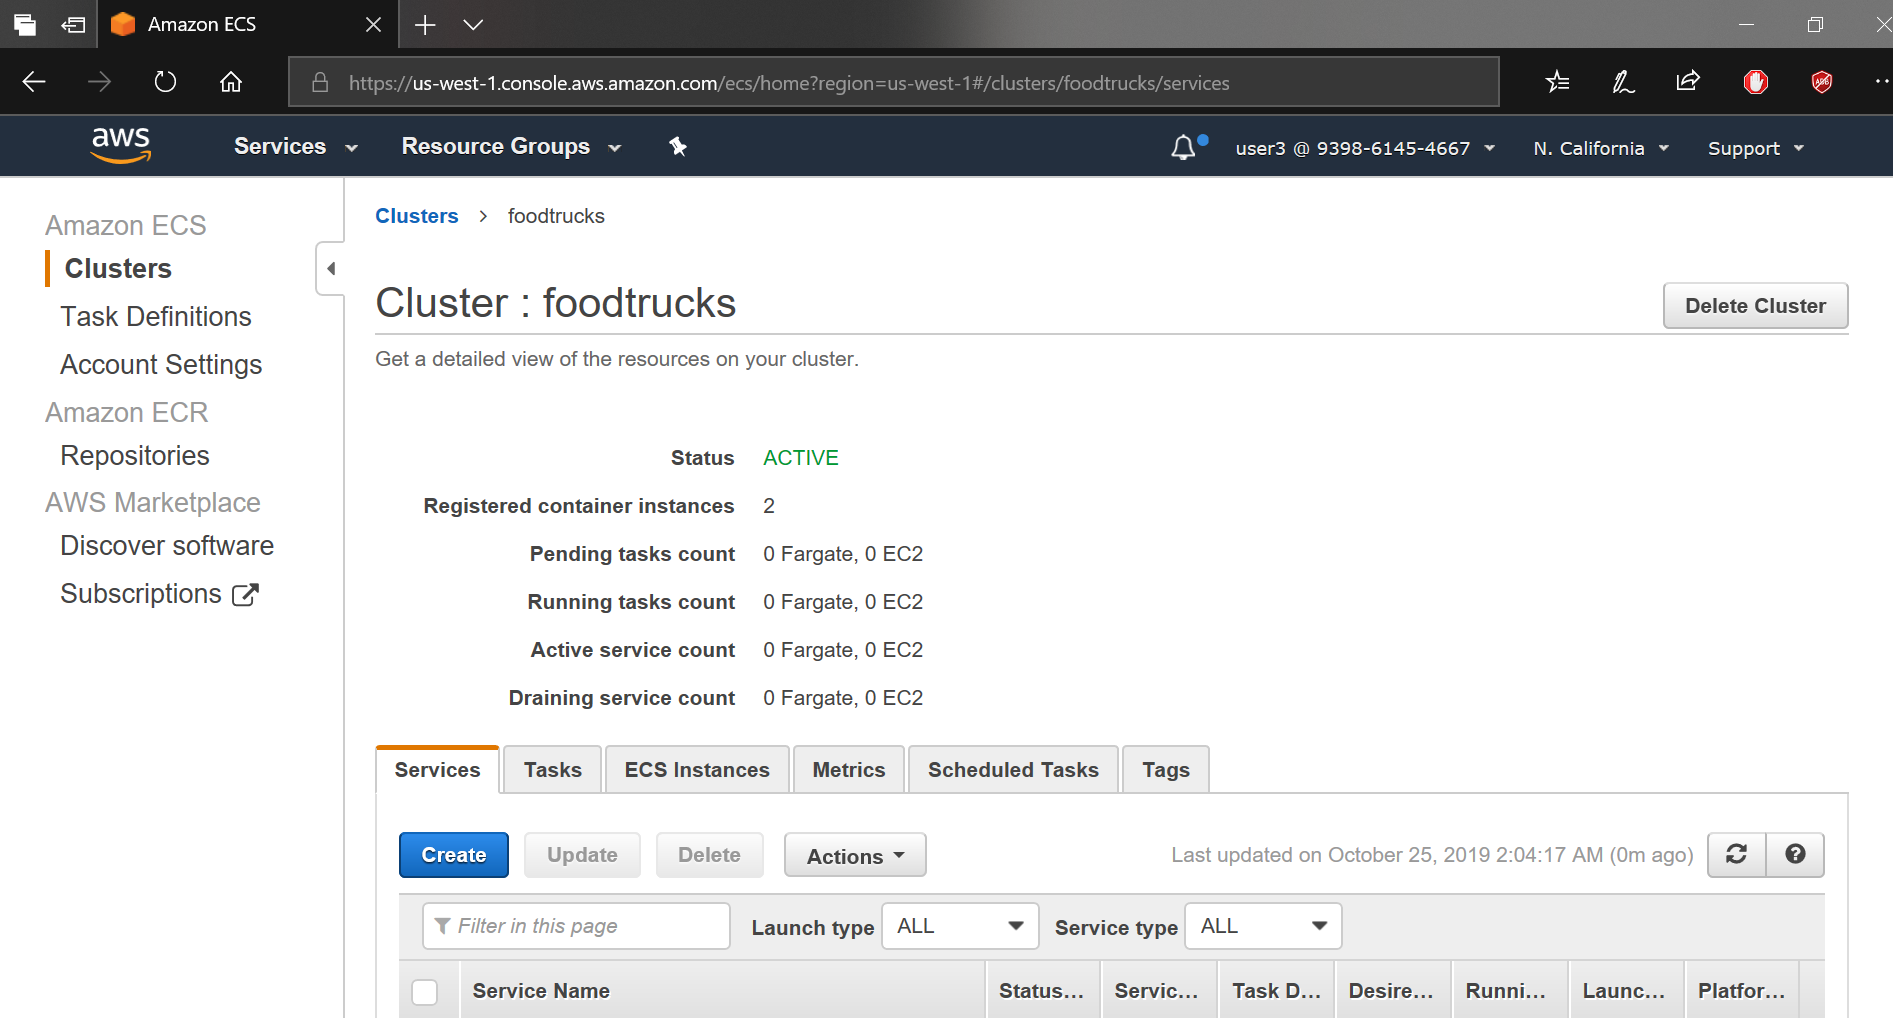 Amazon ECS
https://us-west-1.console.aws.amazon.com/ecs/home?region=us-west-1#/clusters/foodtrucks/services
ABP
aws Services Resource Groups user3 @ 9398-6145-4667 N. California Support
Amazon ECS
Clusters
Task Definitions
Account Settings
Amazon ECR
Repositories
AWS Marketplace
Discover software
Subscriptions
Clusters > foodtrucks
Cluster : foodtrucks
Delete Cluster
Get a detailed view of the resources on your cluster.
Status ACTIVE
Registered container instances 2
Pending tasks count 0 Fargate, 0 EC2
Running tasks count 0 Fargate, 0 EC2
Active service count 0 Fargate, 0 EC2
Draining service count 0 Fargate, 0 EC2
Services Tasks ECS Instances Metrics Scheduled Tasks Tags
Create Update Delete Actions Last updated on October 25, 2019 2:04:17 AM (0m ago)
Filter in this page Launch type ALL Service type ALL
Service Name Status... Servic... Task D... Desire... Runni... Launc... Platfor...